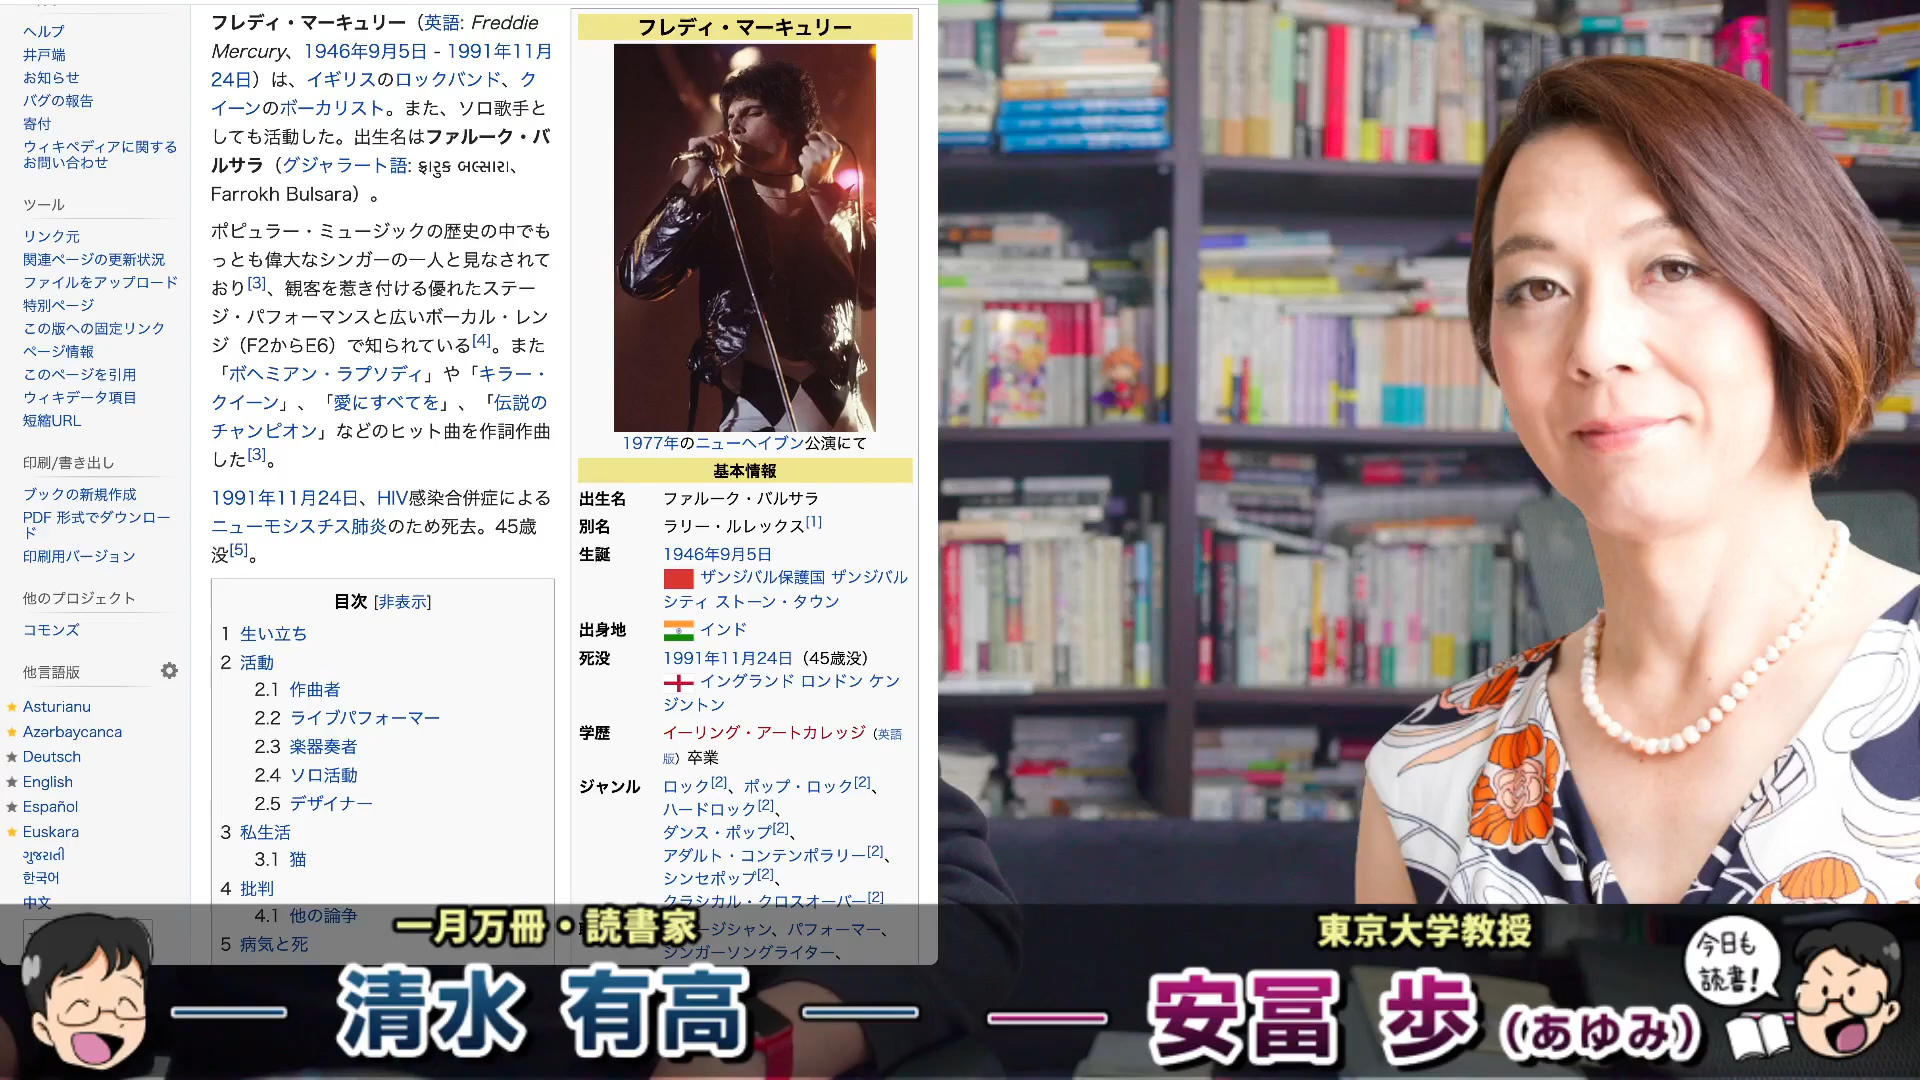 ヘルプ
井戸端
お知らせ
バグの報告
寄付
ウィキペディアに関する
お問い合わせ
ツール
リンク元
関連ページの更新状況
ファイルをアップロード
特別ページ
この版への固定リンク
ページ情報
このページを引用
ウィキデータ項目
短縮URL
印刷/書き出し
ブックの新規作成
PDF 形式でダウンロー
ド
印刷用バージョン
他のプロジェクト
コモンズ
他言語版
Asturianu
Azərbaycanca
Deutsch
English
Español
Euskara
ગુજરાતી
한국어
中文
フレディ・マーキュリー（英語: Freddie
Mercury、1946年9月5日 - 1991年11月
24日）は、イギリスのロックバンド、ク
イーンのボーカリスト。また、ソロ歌手と
しても活動した。出生名はファルーク・バ
ルサラ（グジャラート語: ફારુક બલ્સારા、
Farrokh Bulsara）。
ポピュラー・ミュージックの歴史の中でも
っとも偉大なシンガーの一人と見なされて
おり[3]、観客を惹き付ける優れたステー
ジ・パフォーマンスと広いボーカル・レン
ジ（F2からE6）で知られている[4]。また
「ボヘミアン・ラプソディ」や「キラー・
クイーン」、「愛にすべてを」、「伝説の
チャンピオン」などのヒット曲を作詞作曲
した[3]。
1991年11月24日、HIV感染合併症による
ニューモシスチス肺炎のため死去。45歳
没[5]。
目次 [非表示]
1 生い立ち
2 活動
2.1 作曲者
2.2 ライブパフォーマー
2.3 楽器奏者
2.4 ソロ活動
2.5 デザイナー
3 私生活
3.1 猫
4 批判
4.1 他の論争
5 病気と死
フレディ・マーキュリー
1977年のニューヘイブン公演にて
基本情報
出生名 ファルーク・バルサラ
別名 ラリー・ルレックス[1]
生誕 1946年9月5日
ザンジバル保護国 ザンジバル
シティ ストーン・タウン
出身地 インド
死没 1991年11月24日（45歳没）
イングランド ロンドン ケン
ジントン
学歴 イーリング・アートカレッジ（英語
版）卒業
ジャンル ロック[2]、ポップ・ロック[2]、
ハードロック[2]、
ダンス・ポップ[2]、
アダルト・コンテンポラリー[2]、
シンセポップ[2]、
クラシカル・クロスオーバー[2]
ージシャン、パフォーマー、
シンガーソングライター、
一月万冊・読書家
清水 有高
東京大学教授
安冨 歩 (あゆみ)
今日も
読書!